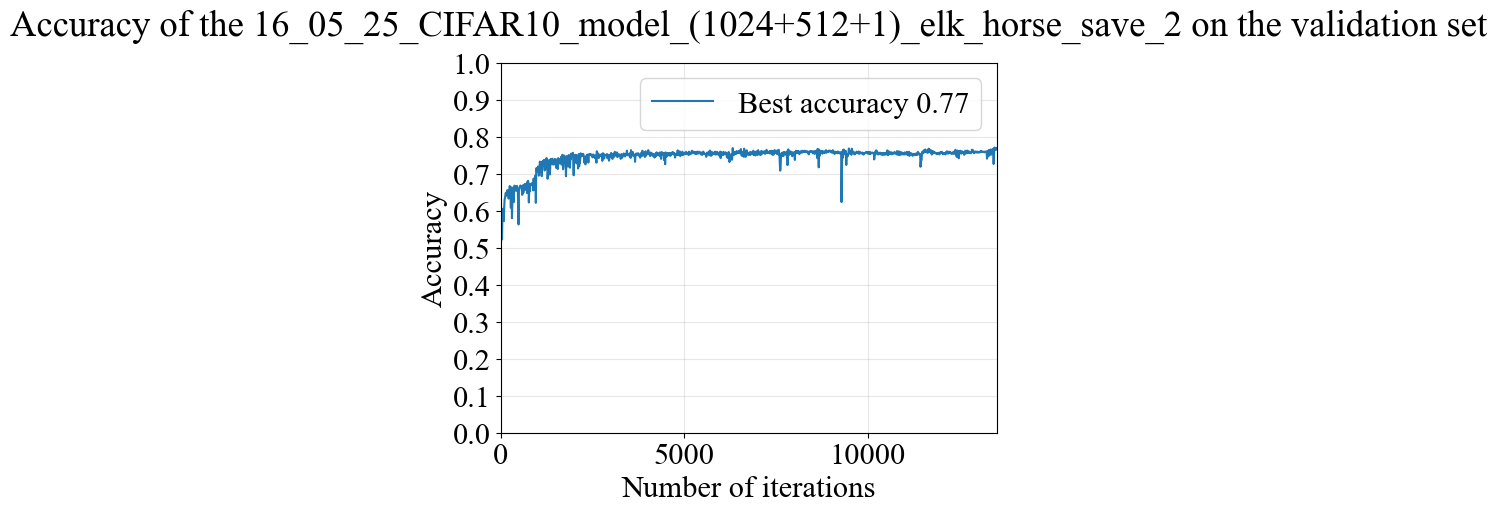 Accuracy of the 16_05_25_CIFAR10_model_(1024+512+1)_elk_horse_save_2 on the validation set
1.0
0.9
0.8
0.7
0.6
0.5
0.4
0.3
0.2
0.1
0.0
Accuracy
Best accuracy 0.77
0 5000 10000
Number of iterations